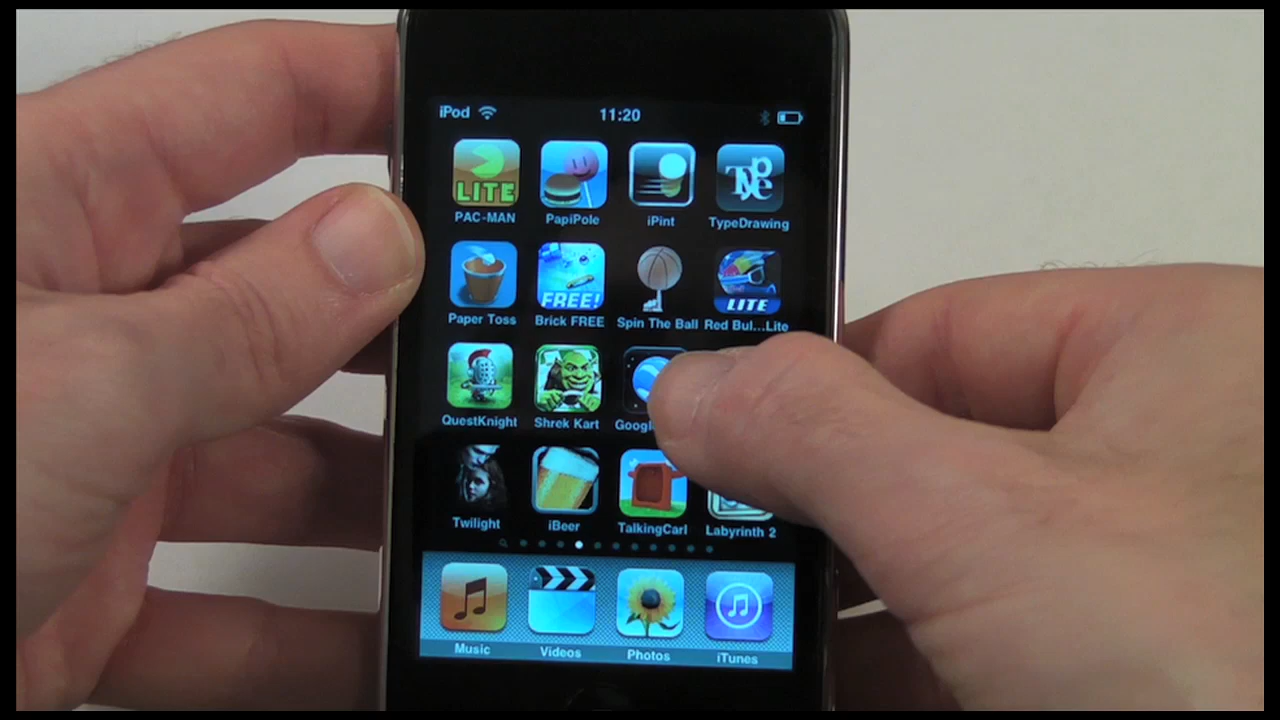 iPod 11:20
LITE
PAC-MAN PapiPole iPint TypeDrawing
FREE! LITE
Paper Toss Brick FREE Spin The Ball Red Bul...Lite
QuestKnight Shrek Kart Google
Twilight iBeer TalkingCarl Labyrinth 2
Music Videos Photos iTunes